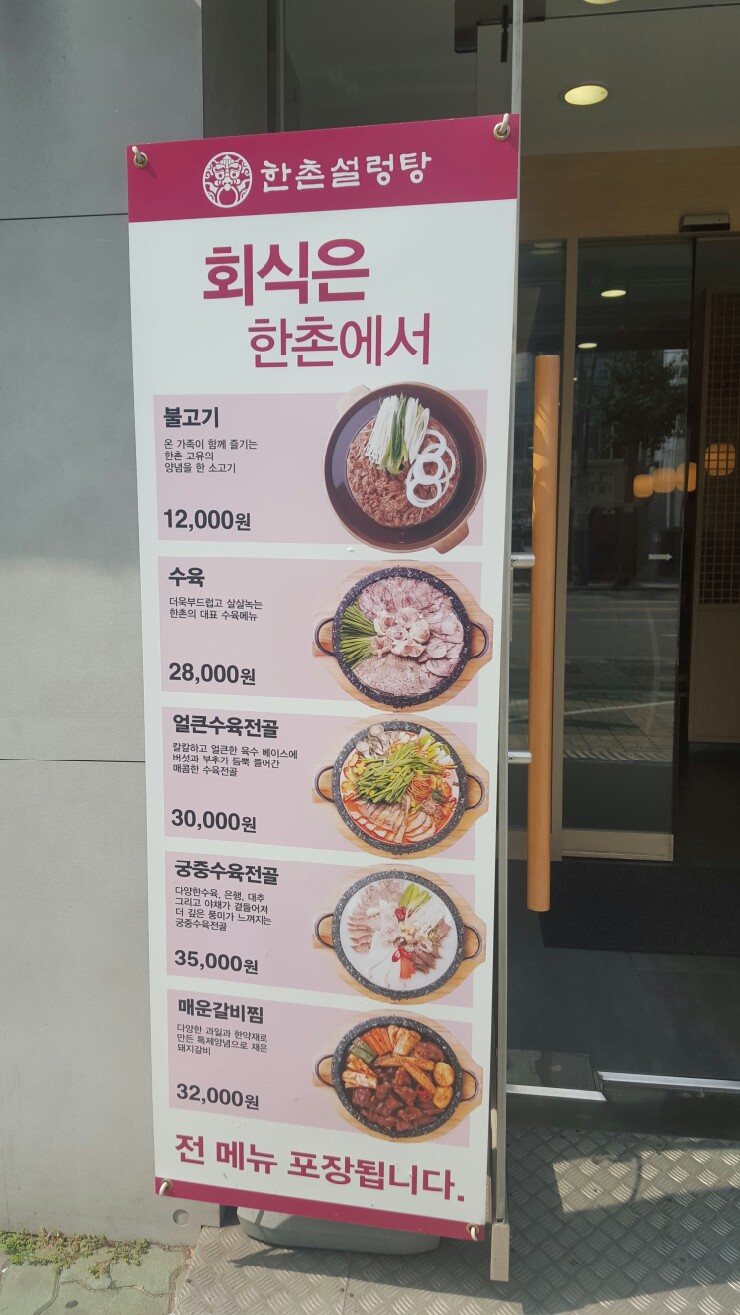 한촌설렁탕
회식은
한촌에서
불고기
온 가족이 함께 즐기는
한촌 고유의
양념을 한 소고기
12,000원
수육
더욱부드럽고 살살녹는
한촌의 대표 수육메뉴
28,000원
얼큰수육전골
칼칼하고 얼큰한 육수 베이스에
버섯과 부추가 듬뿍 들어간
매콤한 수육전골
30,000원
궁중수육전골
다양한수육, 은행, 대추
그리고 야채가 곁들어져
더 깊은 풍미가 느껴지는
궁중수육전골
35,000원
매운갈비찜
다양한 과일과 한약재로
만든 특제양념으로 재운
돼지갈비
32,000원
전 메뉴 포장됩니다.